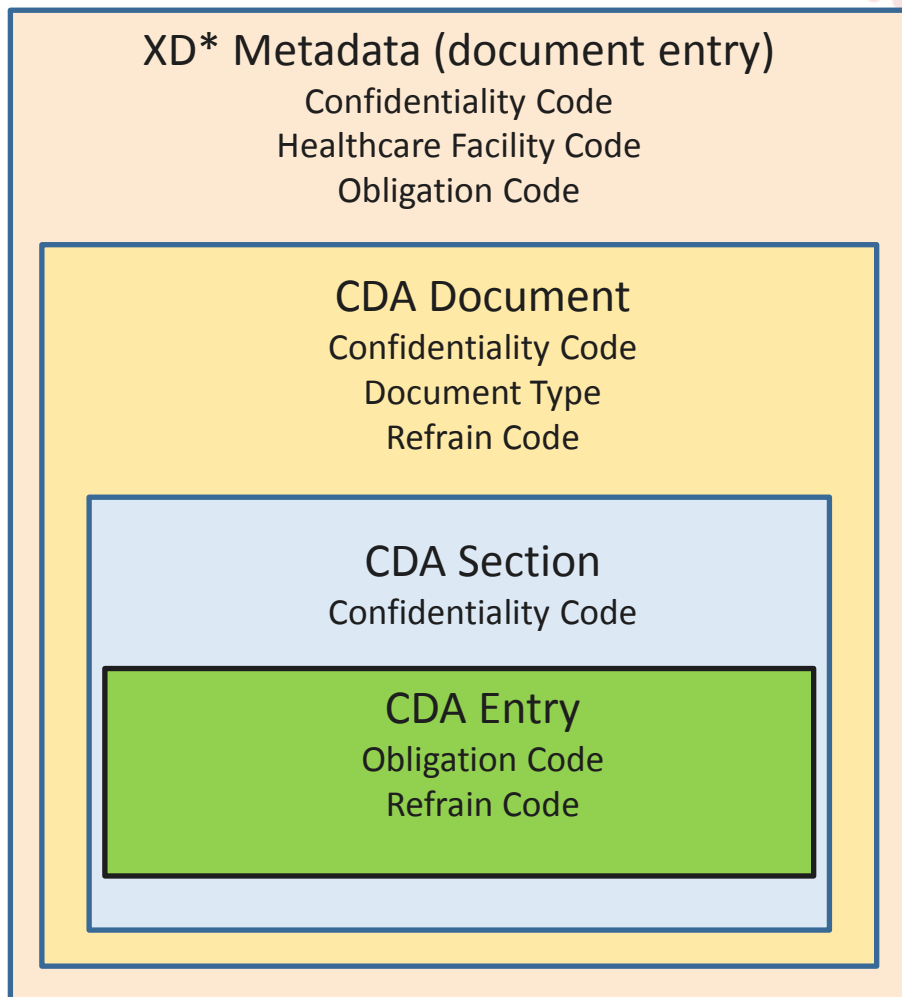 XD* Metadata (document entry)
Confidentiality Code
Healthcare Facility Code
Obligation Code
CDA Document
Confidentiality Code
Document Type
Refrain Code
CDA Section
Confidentiality Code
CDA Entry
Obligation Code
Refrain Code